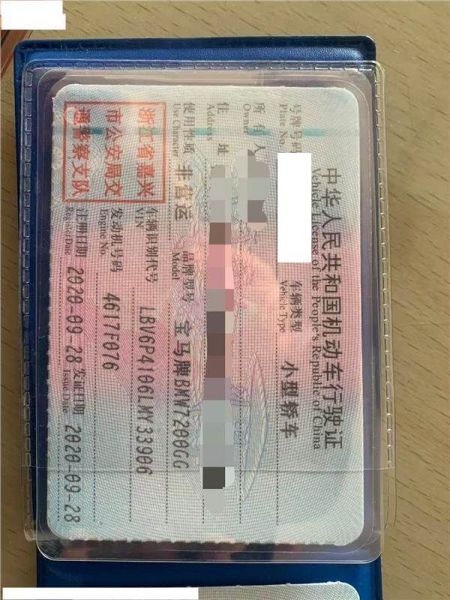 中华人民共和国机动车行驶证
Vehicle License of the People's Republic of China
号牌号码 车辆类型 小型轿车
Plate No. Vehicle Type
所有人
Owner
住址
Address
使用性质 非营运 品牌型号 宝马牌BMW7200GG
Use Character Model
浙江省嘉兴
市公安局交
通警察支队
车辆识别代号 LBV6P4106LMY33906
VIN
发动机号码 4617F076
Engine No.
注册日期 2020-09-28 发证日期 2020-09-28
Register Date Issue Date